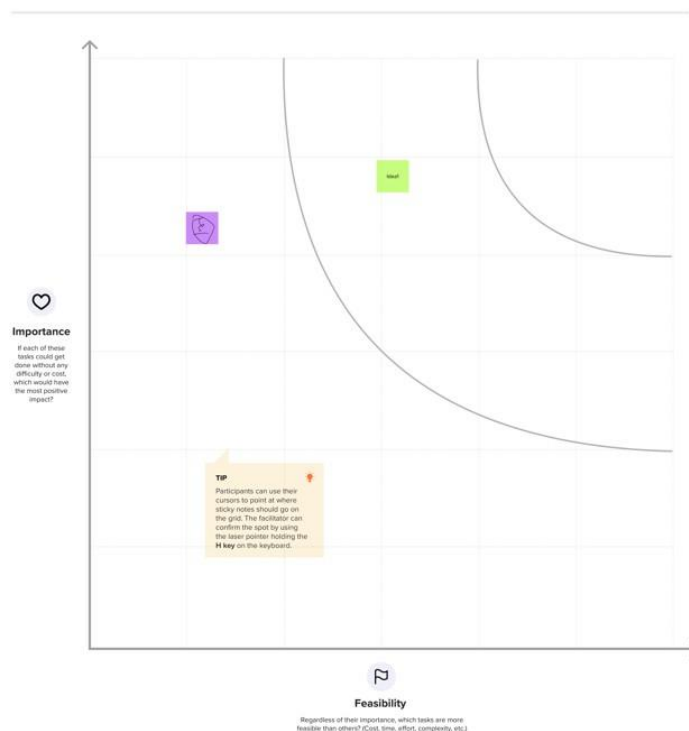 Idea1
Importance
If each of these
tasks could get
done without any
difficulty or cost,
which would have
the most positive
impact?
TIP
Participants can use their
cursors to point at where
sticky notes should go on
the grid. The facilitator can
confirm the spot by using
the laser pointer holding the
H key on the keyboard.
Feasibility
Regardless of their importance, which tasks are more
feasible than others? (Cost, time, effort, complexity, etc.)